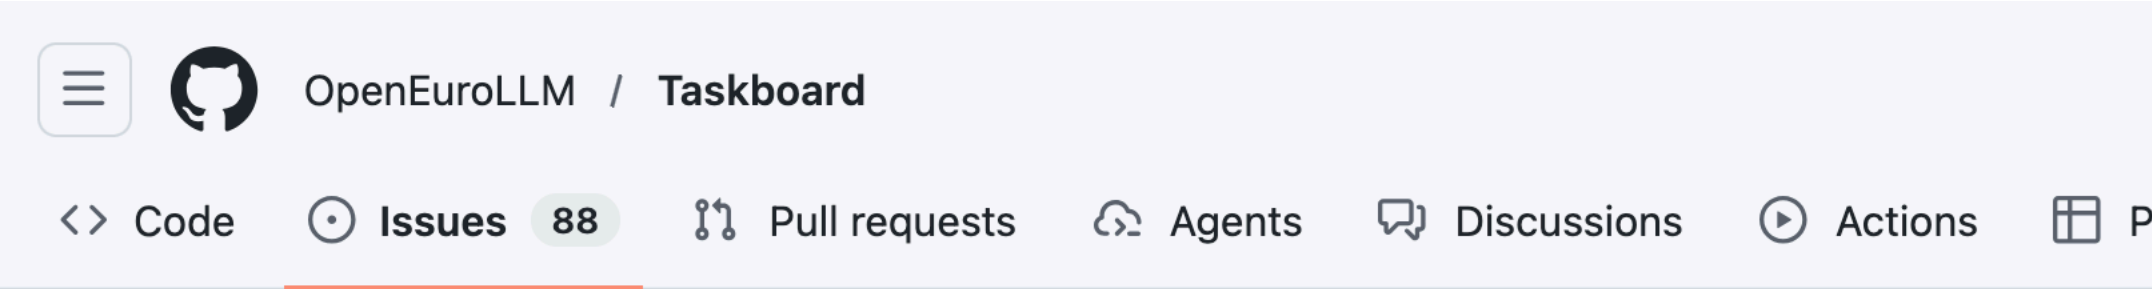 OpenEuroLLM / Taskboard
Code Issues 88 Pull requests Agents Discussions Actions P